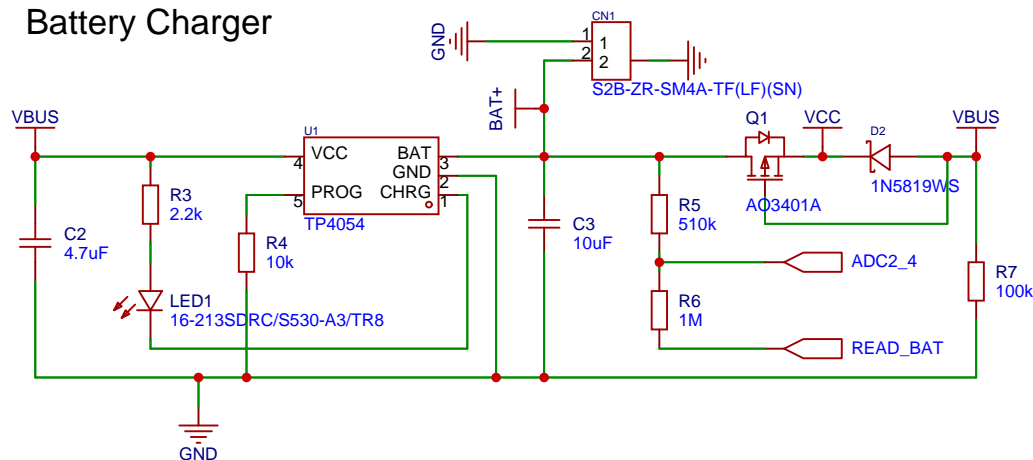 Battery Charger
CN1
1
2
1
2
GND
S2B-ZR-SM4A-TF(LF)(SN)
BAT+
VBUS
U1
Q1
VCC
D2
VBUS
VCC
BAT
GND
PROG
CHRG
4
5
3
2
1
TP4054
1N5819WS
AO3401A
R3
2.2k
R4
10k
C2
4.7uF
C3
10uF
R5
510k
ADC2_4
R6
1M
R7
100k
LED1
16-213SDRC/S530-A3/TR8
READ_BAT
GND